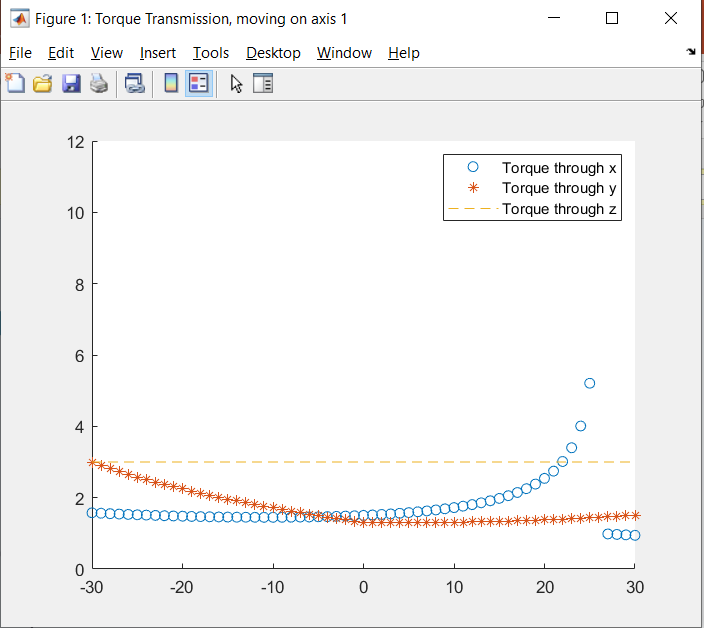 Figure 1: Torque Transmission, moving on axis 1
File Edit View Insert Tools Desktop Window Help
12
10
8
6
4
2
0
-30 -20 -10 0 10 20 30
Torque through x
Torque through y
Torque through z